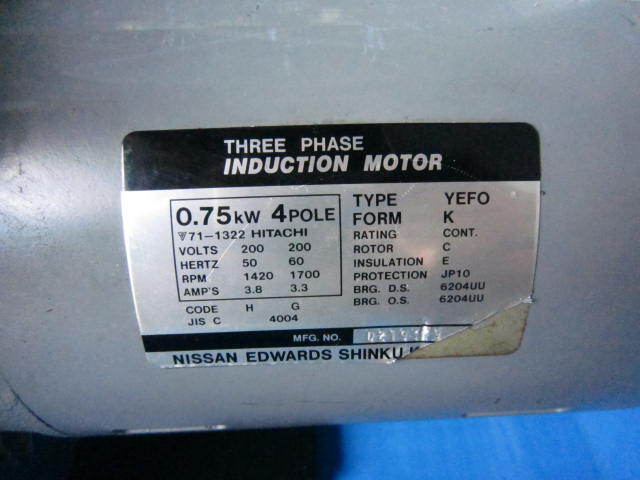 THREE PHASE
INDUCTION MOTOR
0.75kW 4POLE
71-1322 HITACHI
VOLTS 200 200
HERTZ 50 60
RPM 1420 1700
AMP'S 3.8 3.3
CODE H G
JIS C 4004
TYPE YEFO
FORM K
RATING CONT.
ROTOR C
INSULATION E
PROTECTION JP10
BRG. D.S. 6204UU
BRG. O.S. 6204UU
MFG. NO.
NISSAN EDWARDS SHINKU K